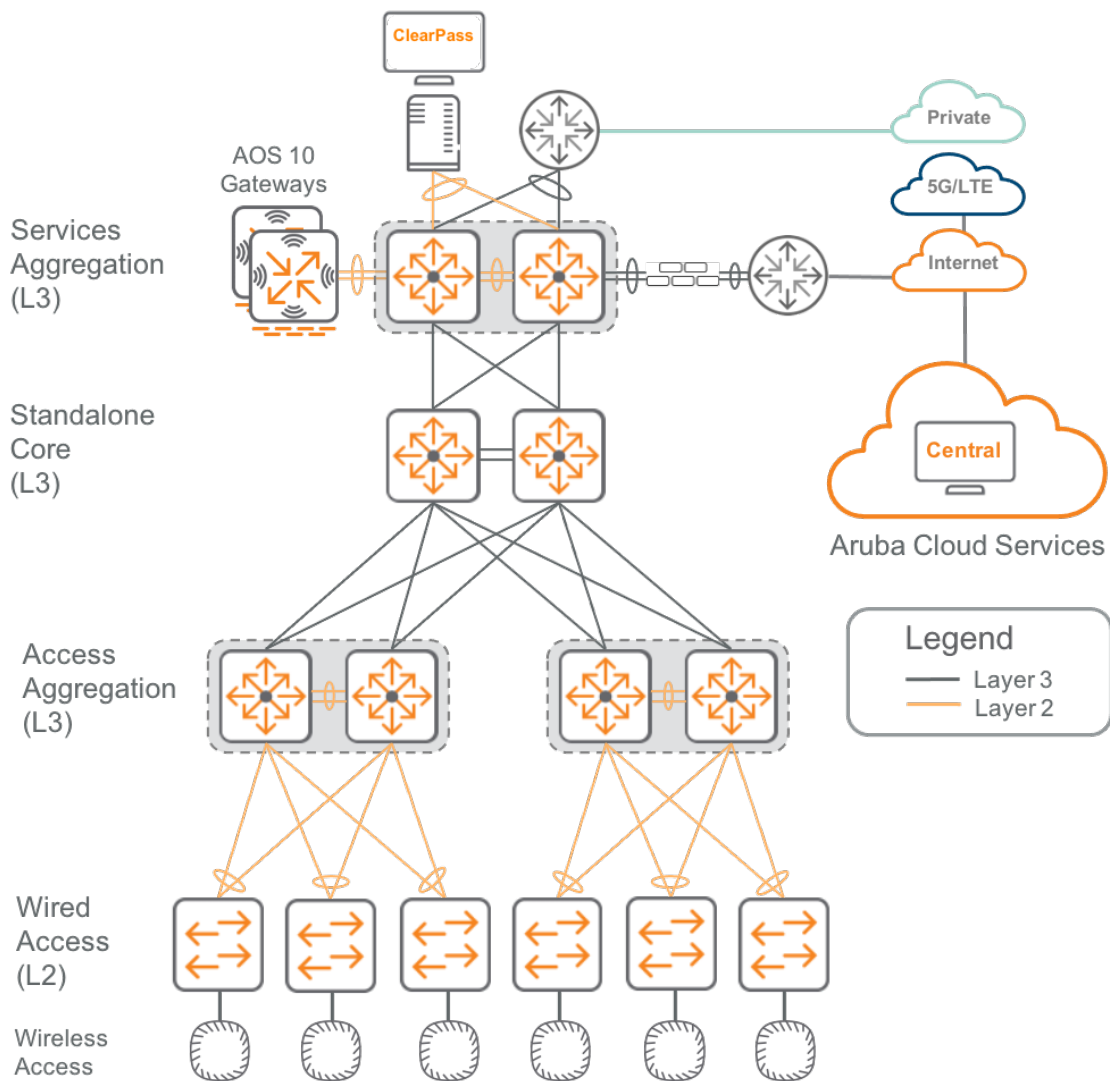 ClearPass
Private
AOS 10
Gateways
5G/LTE
Services
Aggregation
(L3)
Internet
Standalone
Core
(L3)
Central
Aruba Cloud Services
Access
Aggregation
(L3)
Legend
Layer 3
Layer 2
Wired
Access
(L2)
Wireless
Access